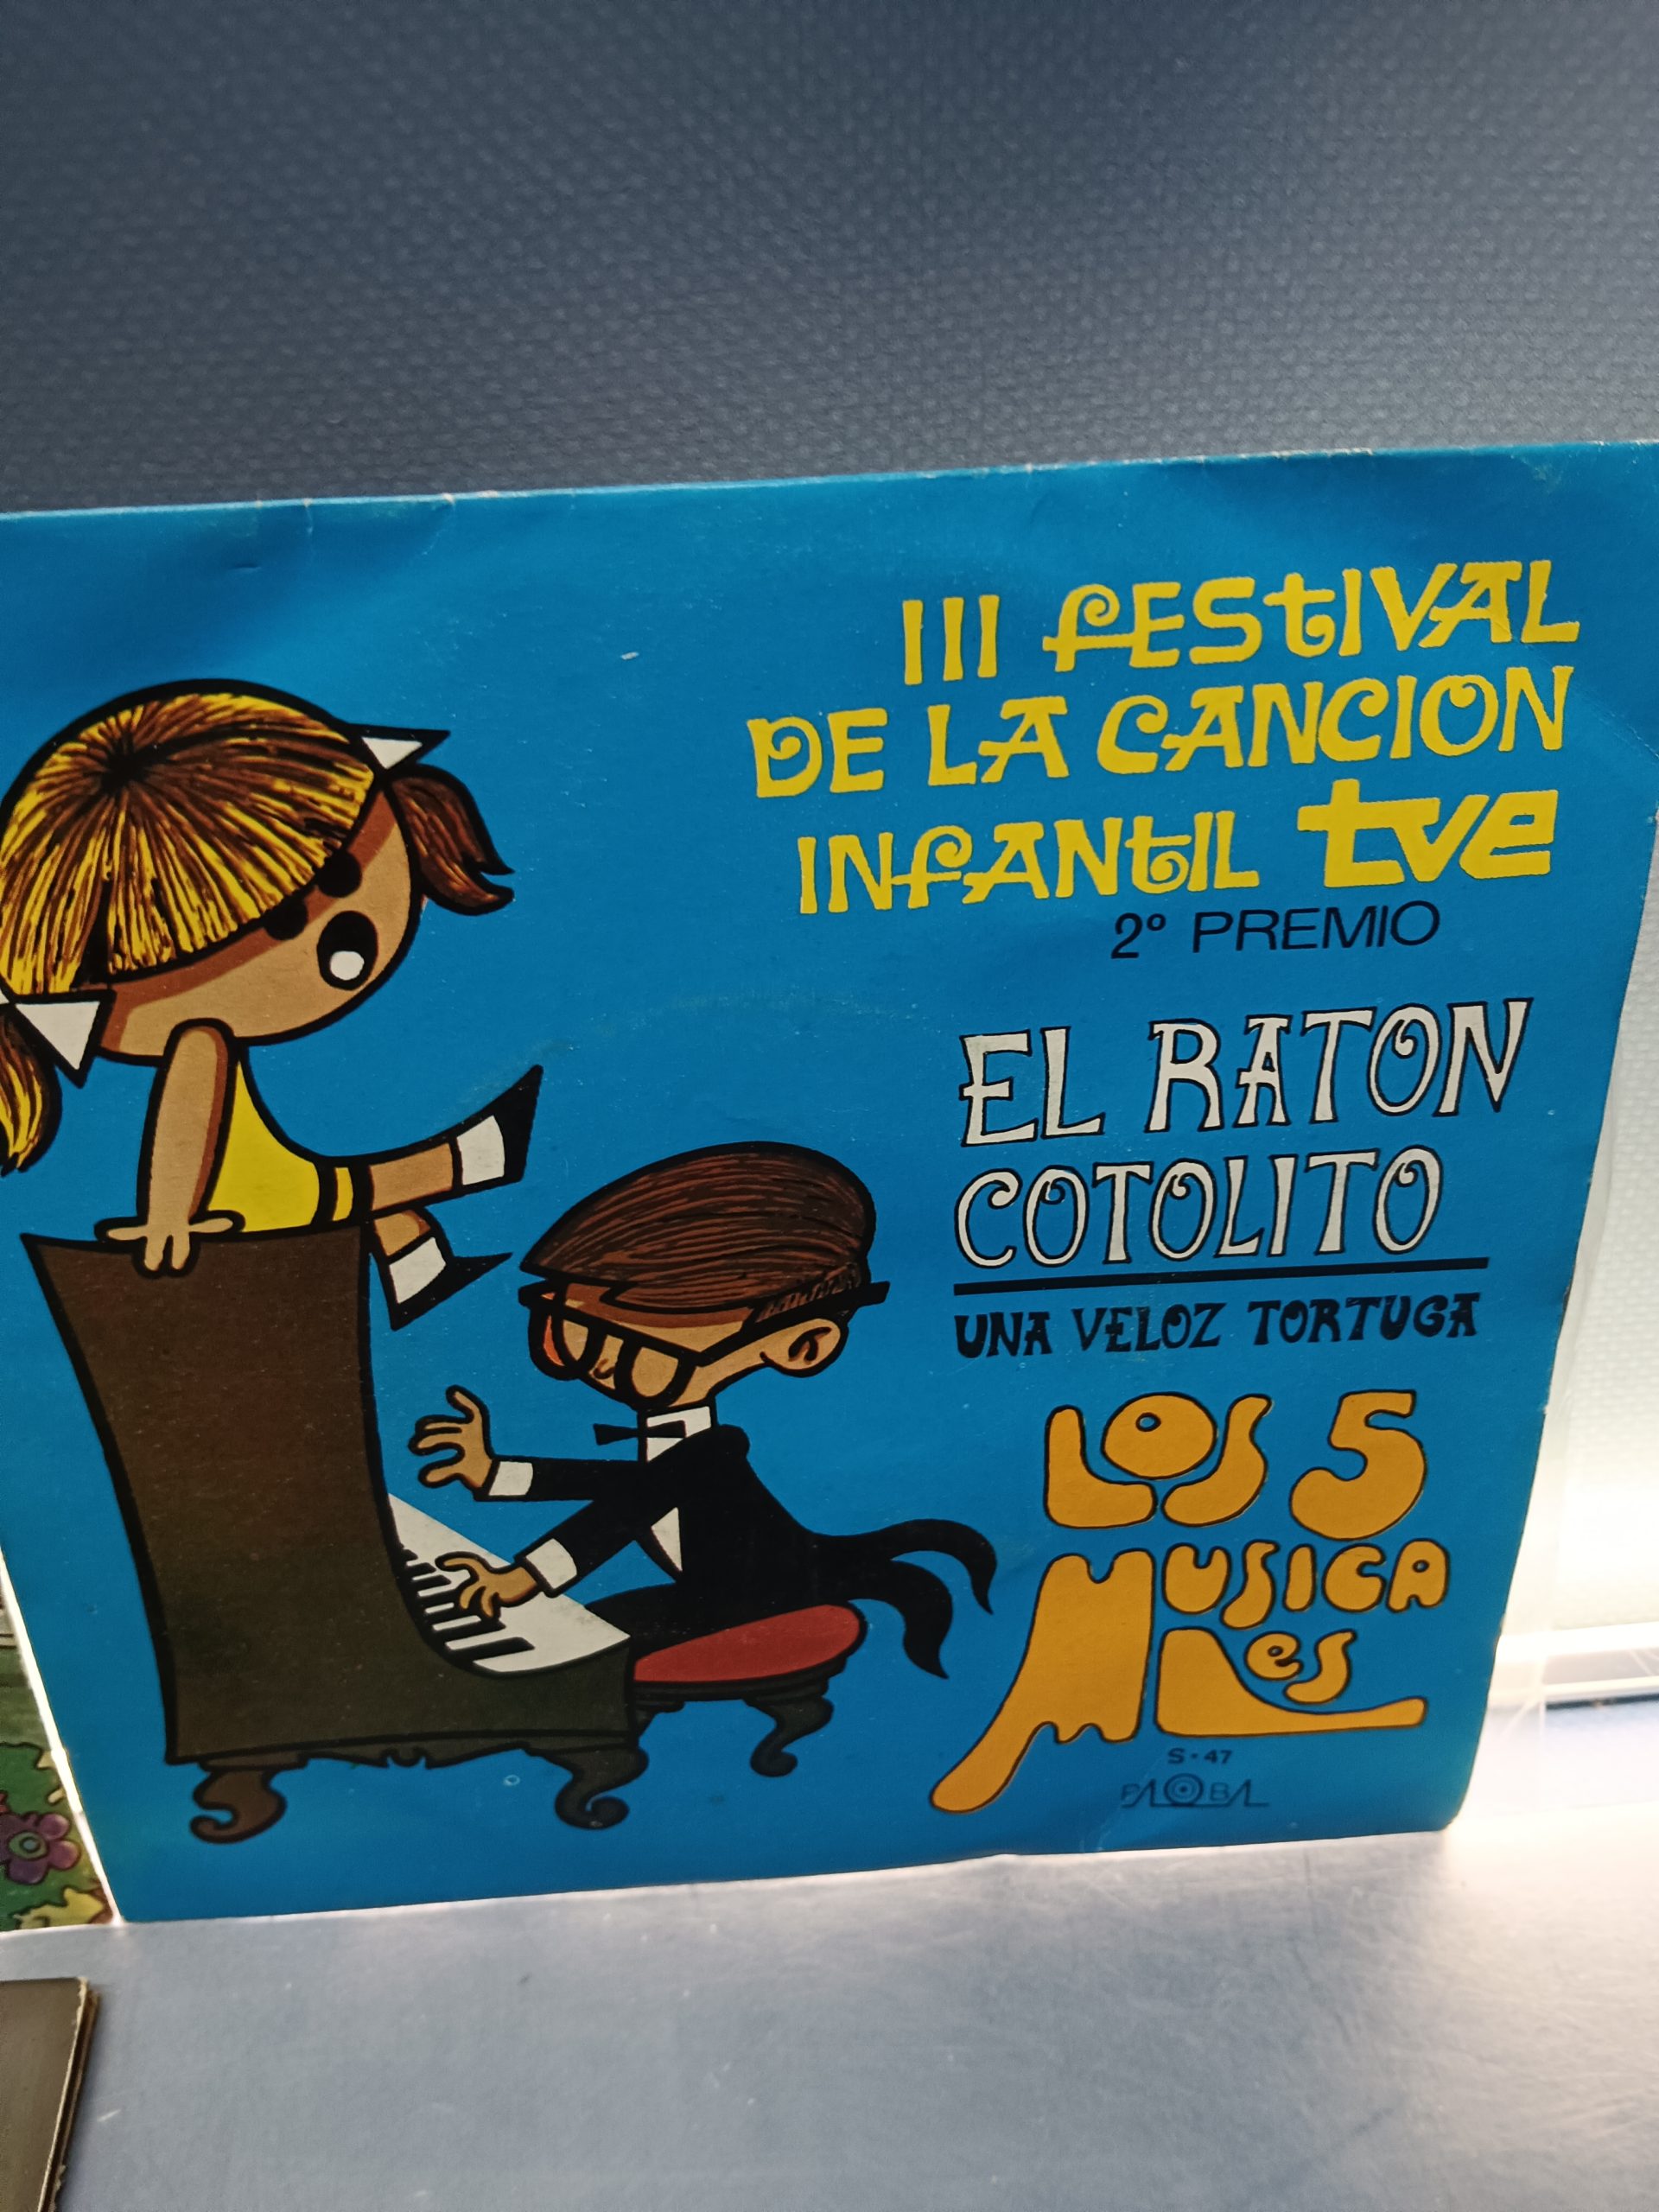 III FESTIVAL
DE LA CANCION
INFANTIL tve
2º PREMIO
EL RATON
COTOLITO
UNA VELOZ TORTUGA
LOS 5
MUSICA
Les
S-47
PALOBAL